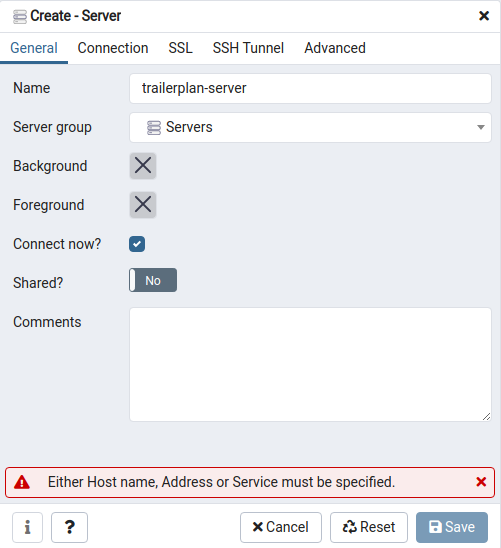 Create - Server
General Connection SSL SSH Tunnel Advanced
Name trailerplan-server
Server group Servers
Background
Foreground
Connect now?
Shared? No
Comments
Either Host name, Address or Service must be specified.
i ? Cancel Reset Save